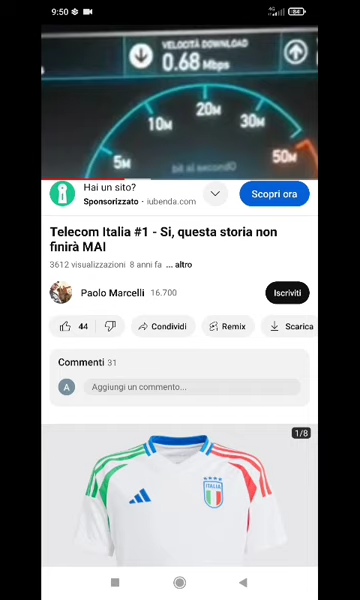 9:50
4G
84
VELOCITÀ DOWNLOAD
0.68 Mbps
5M
10M
20M
30M
50M
Hai un sito?
Sponsorizzato · iubenda.com
Scopri ora
Telecom Italia #1 - Si, questa storia non
finirà MAI
3612 visualizzazioni 8 anni fa ... altro
Paolo Marcelli 16.700
Iscriviti
44
Condividi
Remix
Scarica
Commenti 31
A
Aggiungi un commento...
1/8
ITALIA